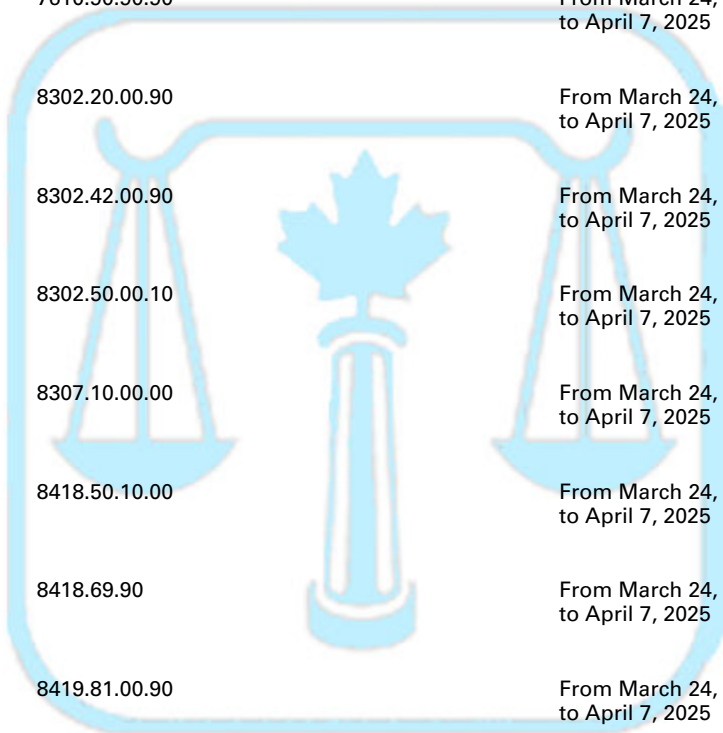 From March 24,
to April 7, 2025
8302.20.00.90 From March 24,
to April 7, 2025
8302.42.00.90 From March 24,
to April 7, 2025
8302.50.00.10 From March 24,
to April 7, 2025
8307.10.00.00 From March 24,
to April 7, 2025
8418.50.10.00 From March 24,
to April 7, 2025
8418.69.90 From March 24,
to April 7, 2025
8419.81.00.90 From March 24,
to April 7, 2025